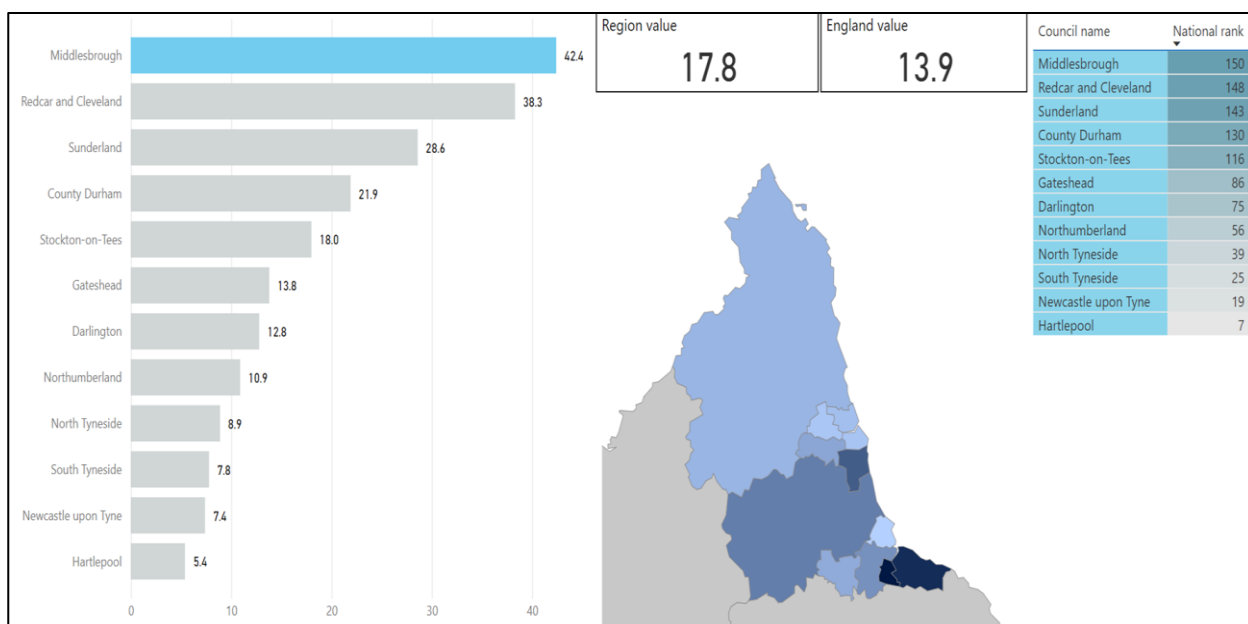 Middlesbrough 42.4
Redcar and Cleveland 38.3
Sunderland 28.6
County Durham 21.9
Stockton-on-Tees 18.0
Gateshead 13.8
Darlington 12.8
Northumberland 10.9
North Tyneside 8.9
South Tyneside 7.8
Newcastle upon Tyne 7.4
Hartlepool 5.4
0 10 20 30 40
Region value
17.8
England value
13.9
Council name National rank
Middlesbrough 150
Redcar and Cleveland 148
Sunderland 143
County Durham 130
Stockton-on-Tees 116
Gateshead 86
Darlington 75
Northumberland 56
North Tyneside 39
South Tyneside 25
Newcastle upon Tyne 19
Hartlepool 7